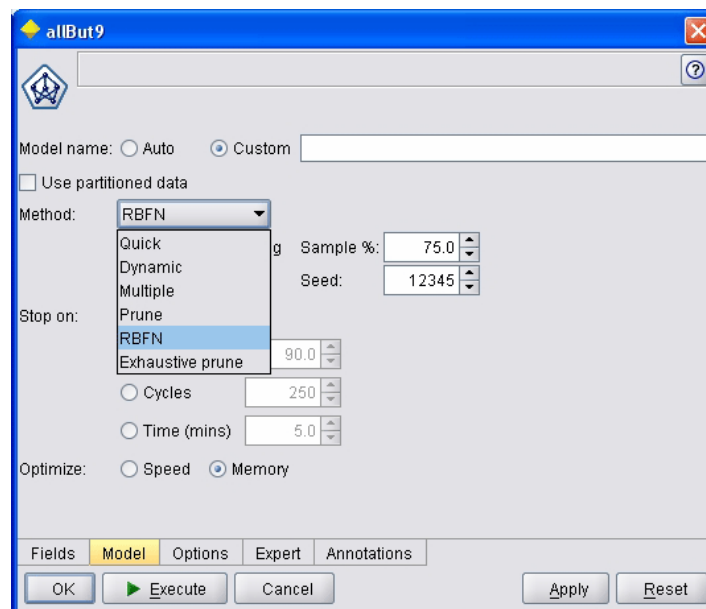 allBut9
Model name: Auto Custom
Use partitioned data
Method: RBFN
Quick
g Sample %: 75.0
Dynamic
Multiple
Seed: 12345
Prune
Stop on:
RBFN
Exhaustive prune
90.0
Cycles 250
Time (mins) 5.0
Optimize: Speed Memory
Fields Model Options Expert Annotations
OK Execute Cancel Apply Reset